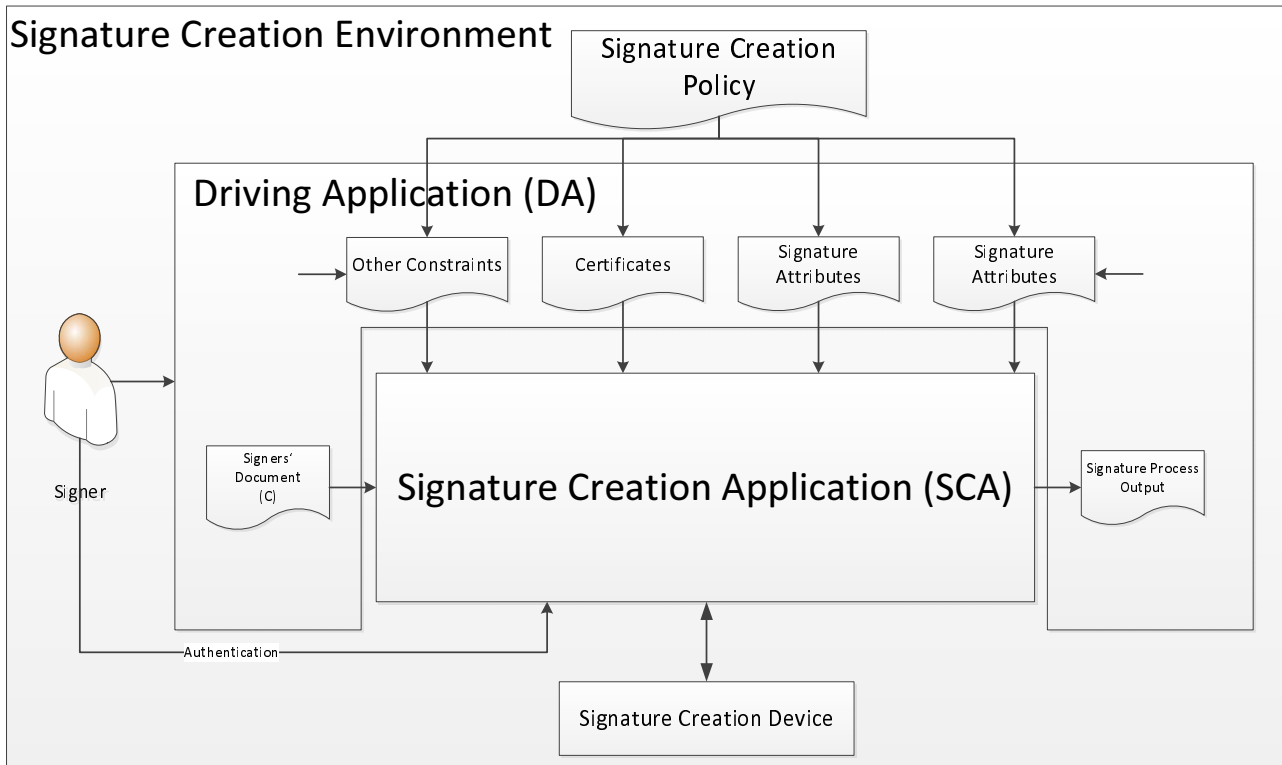 Signature Creation Environment
Signature Creation
Policy
Driving Application (DA)
Other Constraints
Certificates
Signature
Attributes
Signature
Attributes
Signer
Signers‘
Document
(C)
Signature Creation Application (SCA)
Signature Process
Output
Authentication
Signature Creation Device